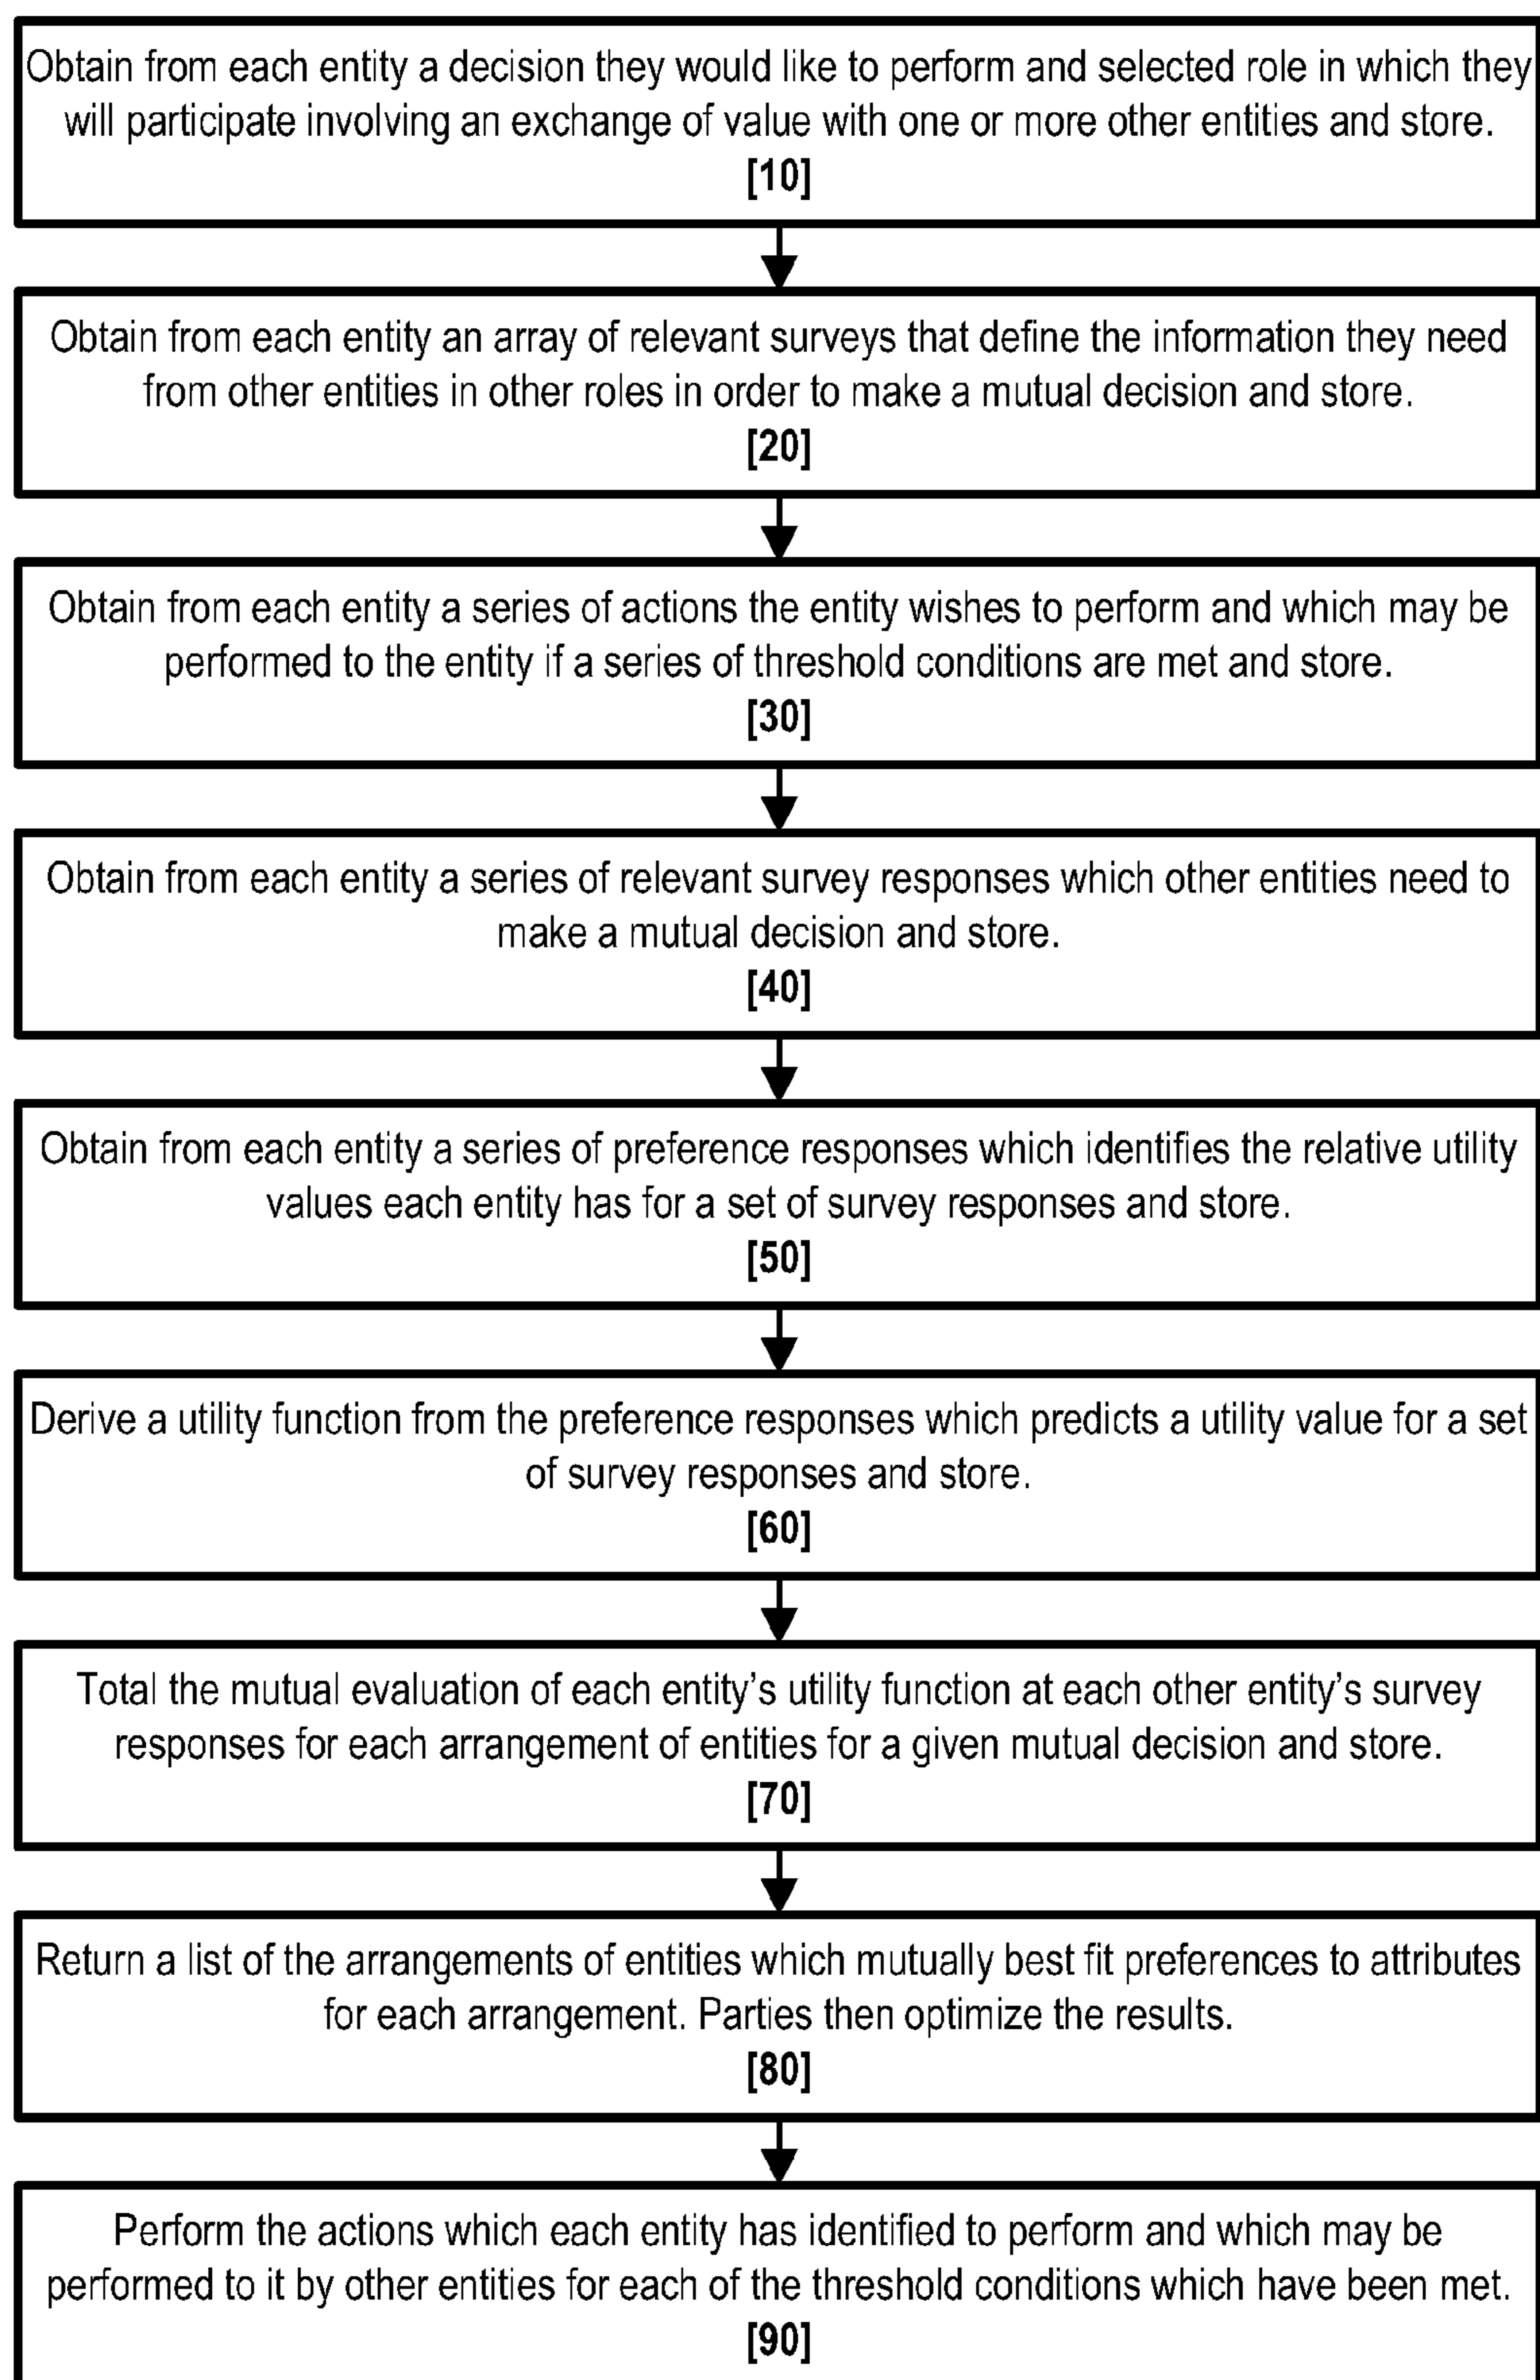 Obtain from each entity a decision they would like to perform and selected role in which they
will participate involving an exchange of value with one or more other entities and store.
[10]
Obtain from each entity an array of relevant surveys that define the information they need
from other entities in other roles in order to make a mutual decision and store.
[20]
Obtain from each entity a series of actions the entity wishes to perform and which may be
performed to the entity if a series of threshold conditions are met and store.
[30]
Obtain from each entity a series of relevant survey responses which other entities need to
make a mutual decision and store.
[40]
Obtain from each entity a series of preference responses which identifies the relative utility
values each entity has for a set of survey responses and store.
[50]
Derive a utility function from the preference responses which predicts a utility value for a set
of survey responses and store.
[60]
Total the mutual evaluation of each entity’s utility function at each other entity’s survey
responses for each arrangement of entities for a given mutual decision and store.
[70]
Return a list of the arrangements of entities which mutually best fit preferences to attributes
for each arrangement. Parties then optimize the results.
[80]
Perform the actions which each entity has identified to perform and which may be
performed to it by other entities for each of the threshold conditions which have been met.
[90]